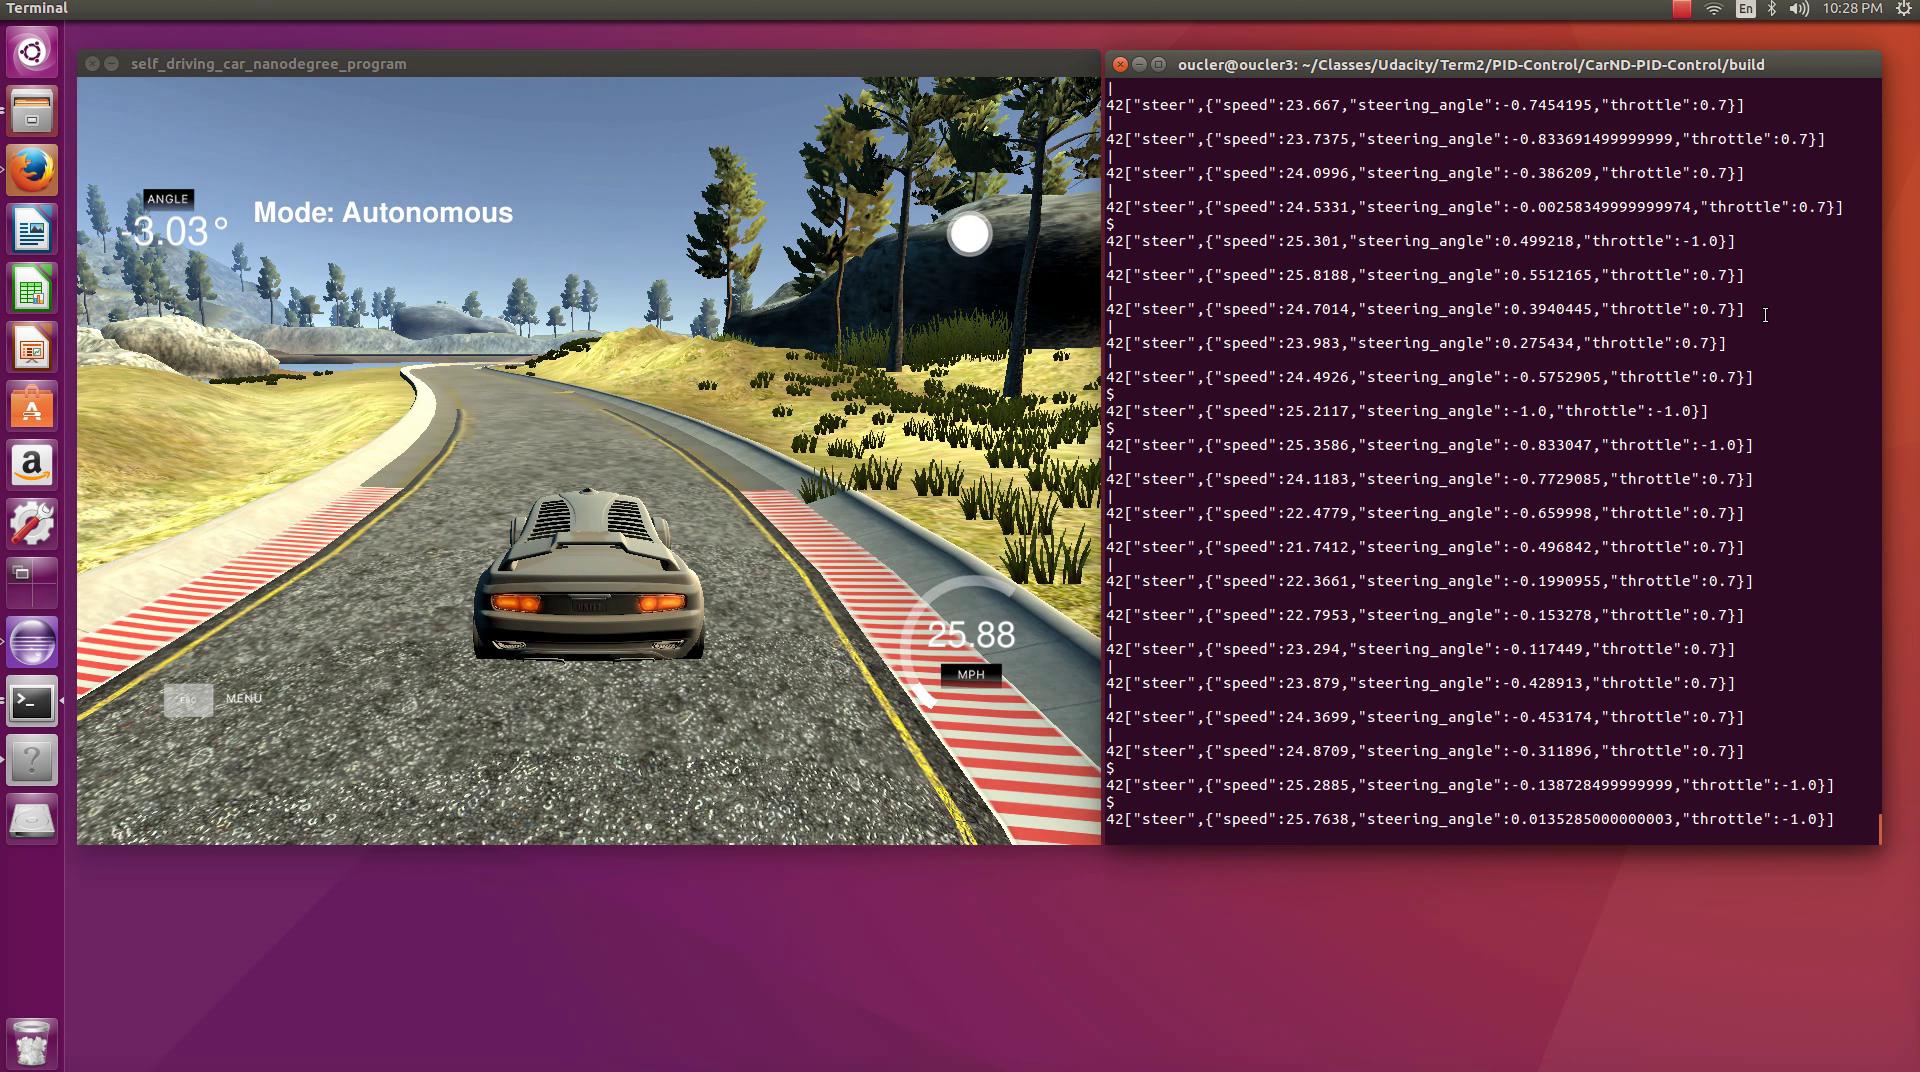 Terminal
En
10:28 PM
self_driving_car_nanodegree_program
ANGLE
-3.03°
Mode: Autonomous
25.88
MPH
ESC
MENU
oucler@oucler3: ~/Classes/Udacity/Term2/PID-Control/CarND-PID-Control/build
|
42["steer",{"speed":23.667,"steering_angle":-0.7454195,"throttle":0.7}]
|
42["steer",{"speed":23.7375,"steering_angle":-0.833691499999999,"throttle":0.7}]
|
42["steer",{"speed":24.0996,"steering_angle":-0.386209,"throttle":0.7}]
|
42["steer",{"speed":24.5331,"steering_angle":-0.00258349999999974,"throttle":0.7}]
$
42["steer",{"speed":25.301,"steering_angle":0.499218,"throttle":-1.0}]
|
42["steer",{"speed":25.8188,"steering_angle":0.5512165,"throttle":0.7}]
|
42["steer",{"speed":24.7014,"steering_angle":0.3940445,"throttle":0.7}]
|
42["steer",{"speed":23.983,"steering_angle":0.275434,"throttle":0.7}]
|
42["steer",{"speed":24.4926,"steering_angle":-0.5752905,"throttle":0.7}]
$
42["steer",{"speed":25.2117,"steering_angle":-1.0,"throttle":-1.0}]
$
42["steer",{"speed":25.3586,"steering_angle":-0.833047,"throttle":-1.0}]
|
42["steer",{"speed":24.1183,"steering_angle":-0.7729085,"throttle":0.7}]
|
42["steer",{"speed":22.4779,"steering_angle":-0.659998,"throttle":0.7}]
|
42["steer",{"speed":21.7412,"steering_angle":-0.496842,"throttle":0.7}]
|
42["steer",{"speed":22.3661,"steering_angle":-0.1990955,"throttle":0.7}]
|
42["steer",{"speed":22.7953,"steering_angle":-0.153278,"throttle":0.7}]
|
42["steer",{"speed":23.294,"steering_angle":-0.117449,"throttle":0.7}]
|
42["steer",{"speed":23.879,"steering_angle":-0.428913,"throttle":0.7}]
|
42["steer",{"speed":24.3699,"steering_angle":-0.453174,"throttle":0.7}]
|
42["steer",{"speed":24.8709,"steering_angle":-0.311896,"throttle":0.7}]
$
42["steer",{"speed":25.2885,"steering_angle":-0.138728499999999,"throttle":-1.0}]
$
42["steer",{"speed":25.7638,"steering_angle":0.0135285000000003,"throttle":-1.0}]